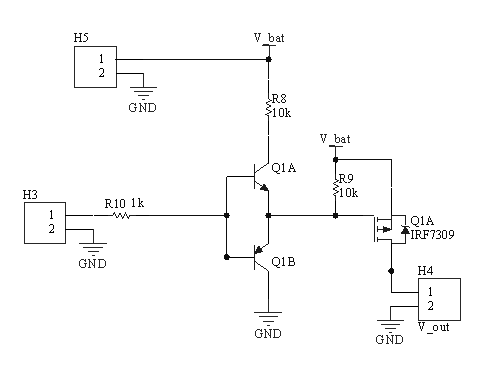 H5
V_bat
1
2
GND
R8
10k
V_bat
Q1A
R9
10k
H3
R10 1k
1
2
GND
Q1A
IRF7309
Q1B
H4
1
2
GND
GND
V_out